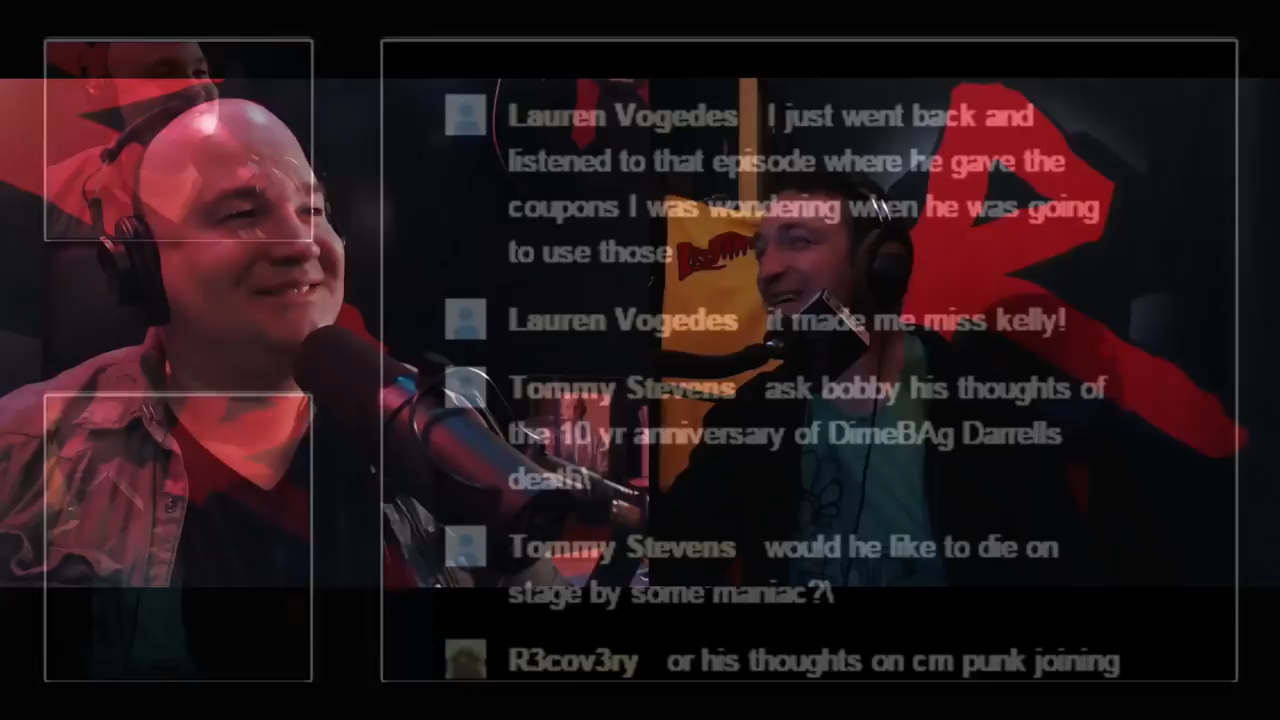 Lauren Vogedes I just went back and
listened to that episode where he gave the
coupons I was wondering when he was going
to use those
Lauren Vogedes it made me miss kelly!
Tommy Stevens ask bobby his thoughts of
the 10 yr anniversary of DimeBAg Darrells
death\
Tommy Stevens would he like to die on
stage by some maniac?\
R3cov3ry or his thoughts on cm punk joining